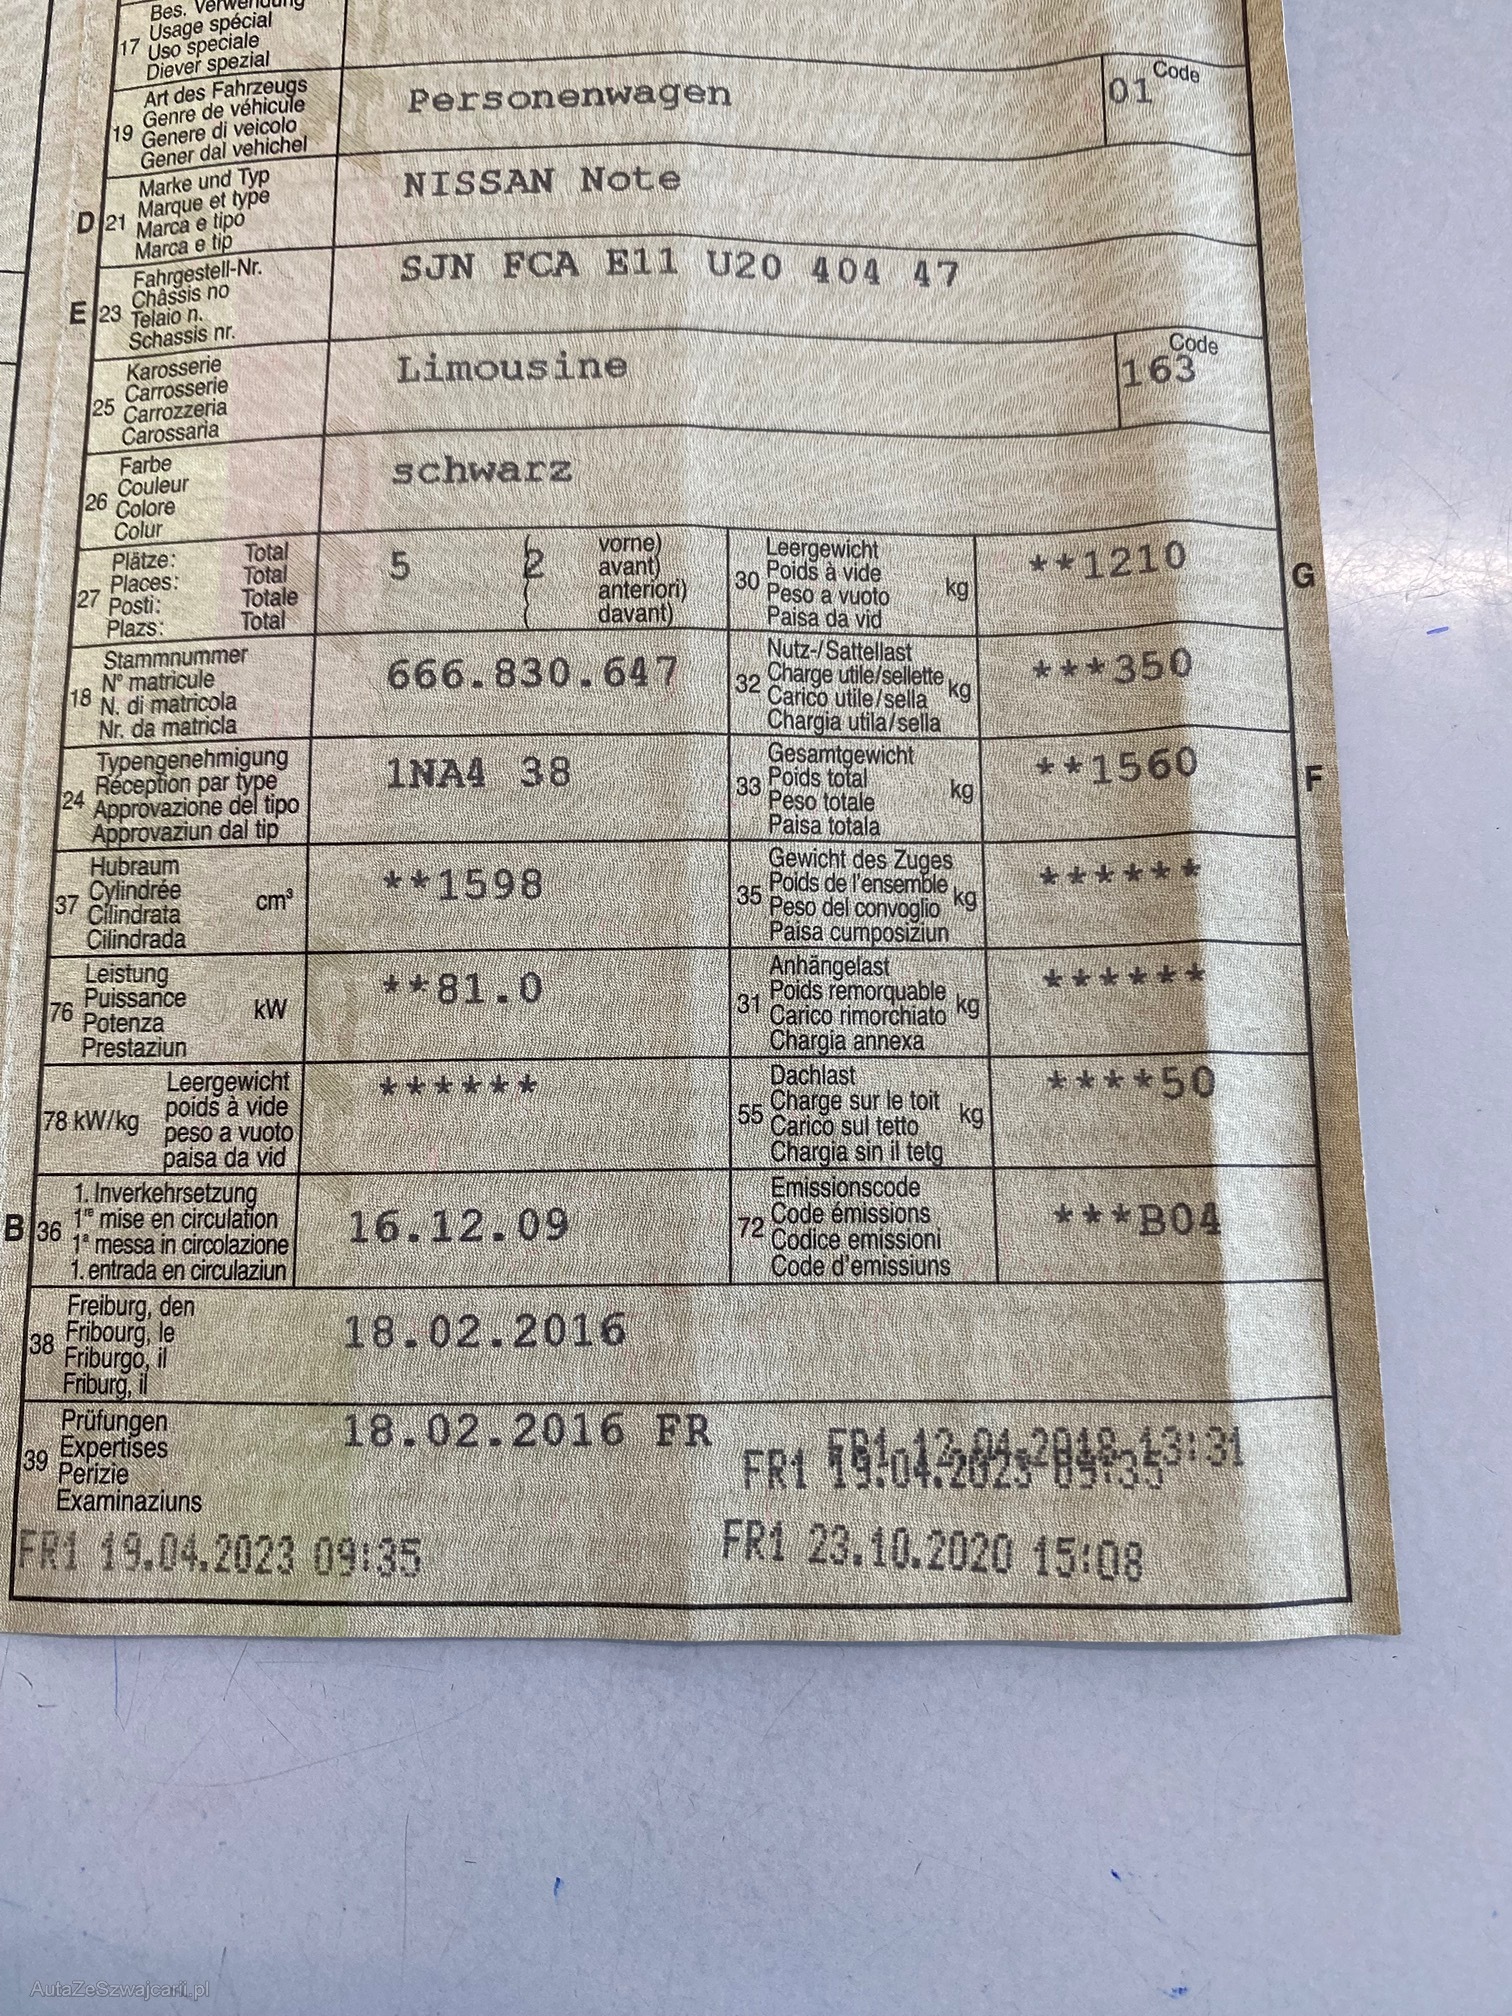 Bes. Verwendung
17 Usage spécial
Uso speciale
Diever spezial
Art des Fahrzeugs
Genre de véhicule
19 Genere di veicolo
Gener dal vehichel
Personenwagen
Code
01
Marke und Typ
Marque et type
D 21 Marca e tipo
Marca e tip
NISSAN Note
Fahrgestell-Nr.
Châssis no
E 23 Telaio n.
Schassis nr.
SJN FCA E11 U20 404 47
Karosserie
Carrosserie
25 Carrozzeria
Carossaria
Limousine
Code
163
Farbe
Couleur
26 Colore
Colur
schwarz
Plätze: Total
Places: Total
27 Posti: Totale
Plazs: Total
5 (2 vorne)
avant)
anteriori)
( davant)
Leergewicht
30 Poids à vide kg
Peso a vuoto
Paisa da vid
**1210
G
Stammnummer
N° matricule
18 N. di matricola
Nr. da matricla
666.830.647
Nutz-/Sattellast
32 Charge utile/sellette kg
Carico utile/sella
Chargia utila/sella
***350
Typengenehmigung
Réception par type
24 Approvazione del tipo
Approvaziun dal tip
1NA4 38
Gesamtgewicht
33 Poids total kg
Peso totale
Paisa totala
**1560
F
Hubraum
37 Cylindrée cm³
Cilindrata
Cilindrada
**1598
Gewicht des Zuges
35 Poids de l'ensemble kg
Peso del convoglio
Paisa cumposiziun
******
Leistung
76 Puissance kW
Potenza
Prestaziun
**81.0
Anhängelast
31 Poids remorquable kg
Carico rimorchiato
Chargia annexa
******
Leergewicht
78 kW/kg poids à vide
peso a vuoto
paisa da vid
******
Dachlast
55 Charge sur le toit kg
Carico sul tetto
Chargia sin il tetg
****50
1. Inverkehrsetzung
B 36 1re mise en circulation
1a messa in circolazione
1. entrada en circulaziun
16.12.09
Emissionscode
72 Code émissions
Codice emissioni
Code d'emissiuns
***B04
Freiburg, den
38 Fribourg, le
Friburgo, il
Friburg, il
18.02.2016
Prüfungen
39 Expertises
Perizie
Examinaziuns
18.02.2016 FR
FR1 12.04.2018 13:31
FR1 19.04.2023 09:35
FR1 19.04.2023 09:35
FR1 23.10.2020 15:08
AutaZeSzwajcarii.pl